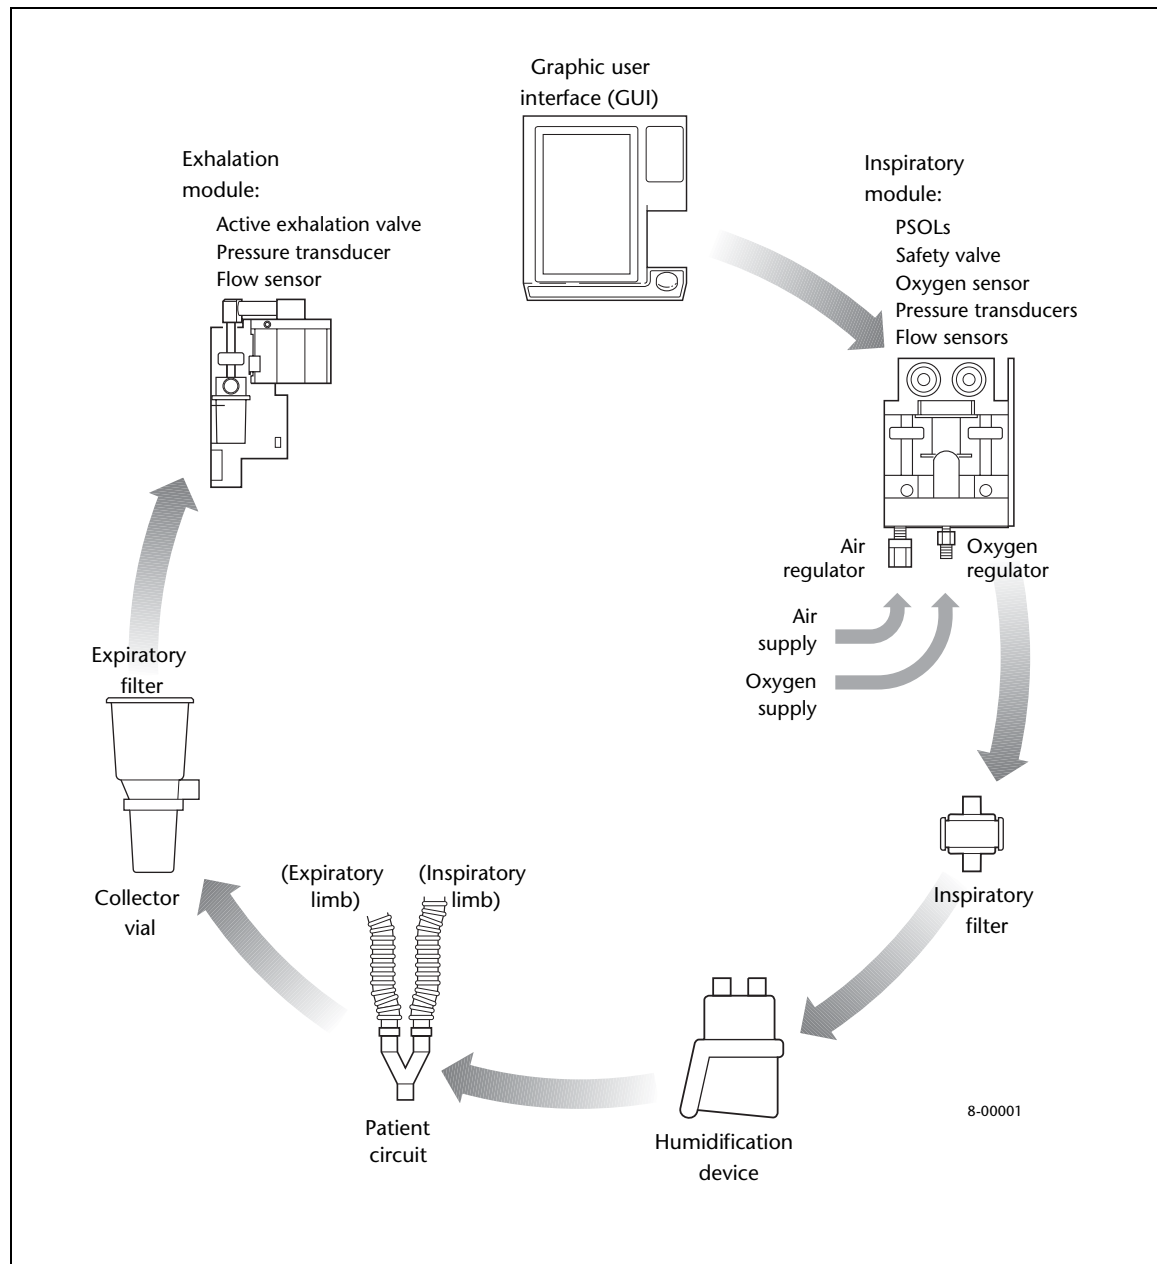 Graphic user
interface (GUI)
Exhalation
module:
Active exhalation valve
Pressure transducer
Flow sensor
Inspiratory
module:
PSOLs
Safety valve
Oxygen sensor
Pressure transducers
Flow sensors
Air
regulator
Oxygen
regulator
Air
supply
Oxygen
supply
Expiratory
filter
Collector
vial
(Expiratory
limb)
(Inspiratory
limb)
Inspiratory
filter
Patient
circuit
Humidification
device
8-00001